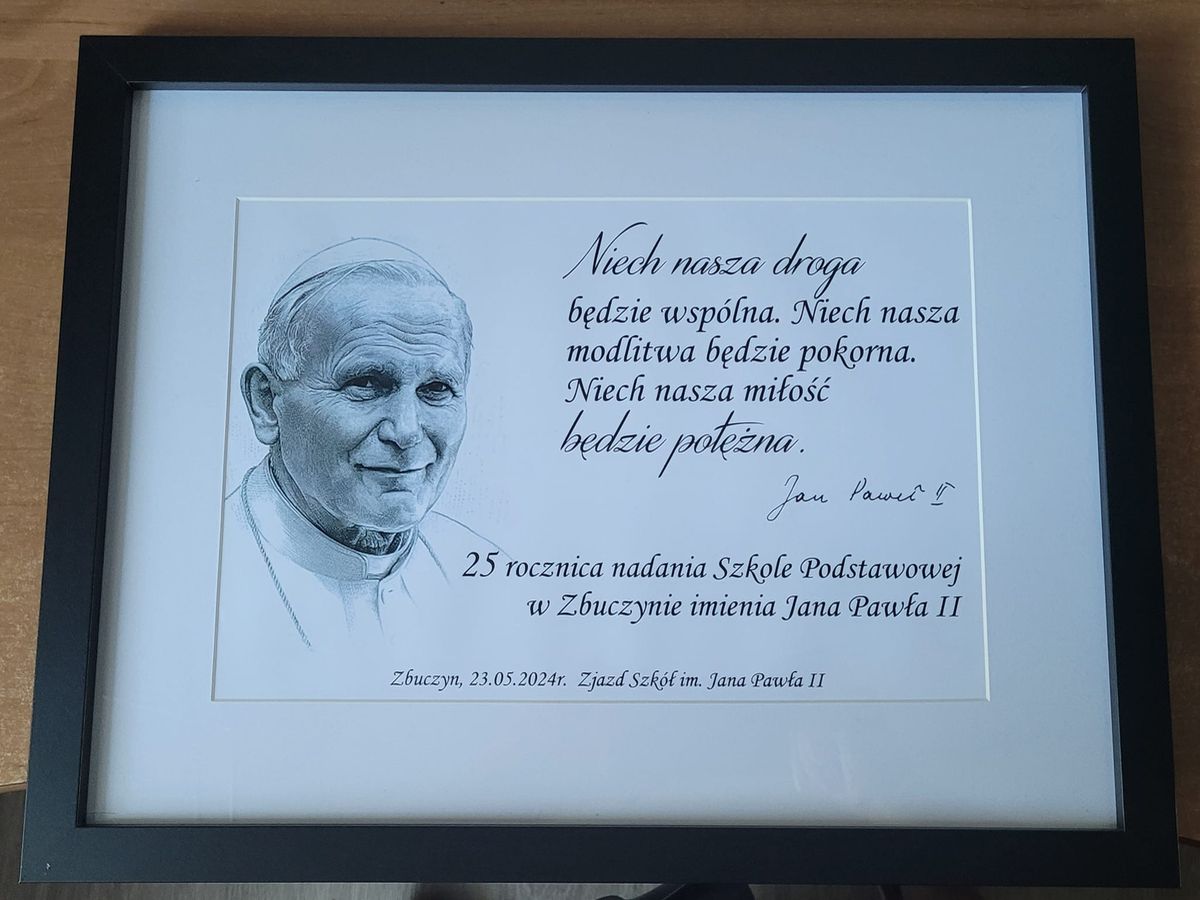 Niech nasza droga
będzie wspólna. Niech nasza
modlitwa będzie pokorna.
Niech nasza miłość
będzie potężna.
Jan Paweł II
25 rocznica nadania Szkole Podstawowej
w Zbuczynie imienia Jana Pawła II
Zbuczyn, 23.05.2024r. Zjazd Szkół im. Jana Pawła II